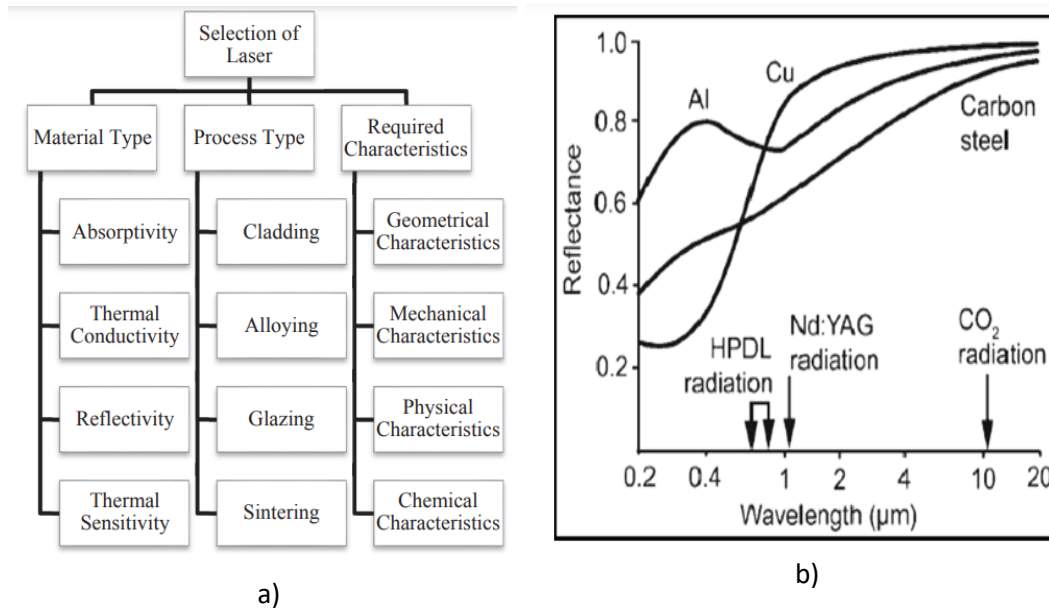 Selection of
Laser
Material Type
Process Type
Required
Characteristics
Absorptivity
Cladding
Geometrical
Characteristics
Thermal
Conductivity
Alloying
Mechanical
Characteristics
Reflectivity
Glazing
Physical
Characteristics
Thermal
Sensitivity
Sintering
Chemical
Characteristics
a)
1.0
0.8
0.6
0.4
0.2
Reflectance
Al
Cu
Carbon
steel
HPDL
radiation
Nd:YAG
radiation
CO₂
radiation
0.2 0.4 1 2 4 10 20
Wavelength (µm)
b)